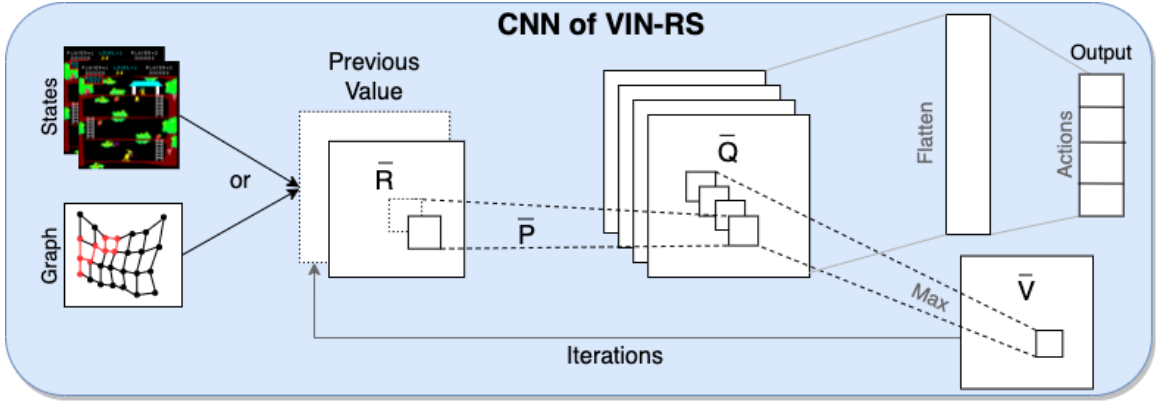 CNN of VIN-RS
States
Graph
or
Previous
Value
R̅
P̅
Q̅
Flatten
Output
Actions
Max
V̅
Iterations